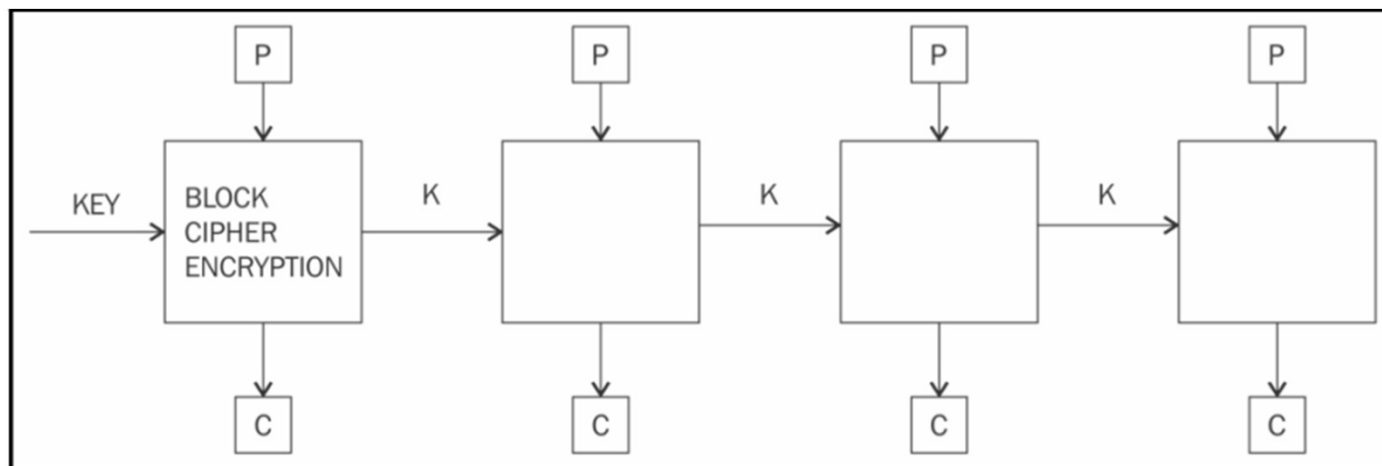 P P P P
KEY BLOCK K K K
CIPHER
ENCRYPTION
C C C C